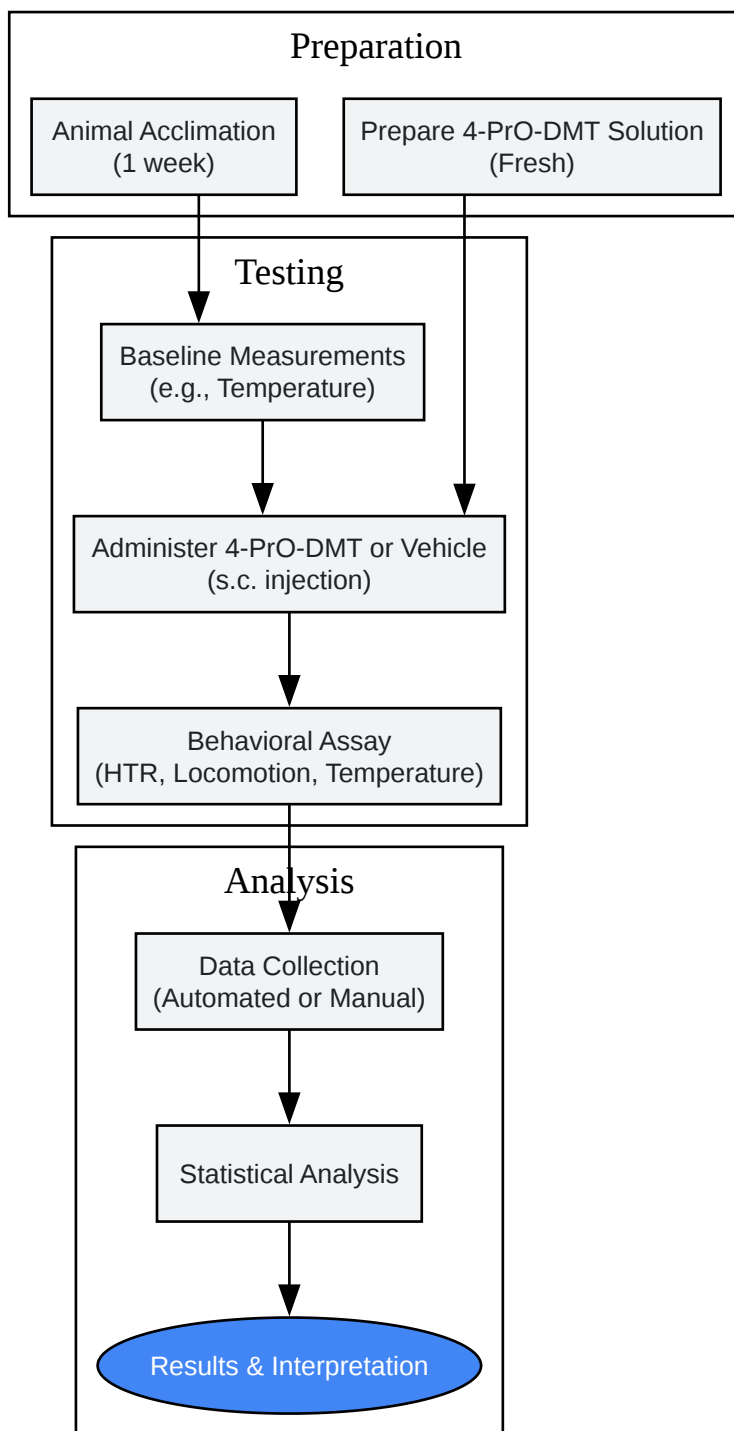 Preparation
Animal Acclimation
(1 week)
Prepare 4-PrO-DMT Solution
(Fresh)
Testing
Baseline Measurements
(e.g., Temperature)
Administer 4-PrO-DMT or Vehicle
(s.c. injection)
Behavioral Assay
(HTR, Locomotion, Temperature)
Analysis
Data Collection
(Automated or Manual)
Statistical Analysis
Results & Interpretation